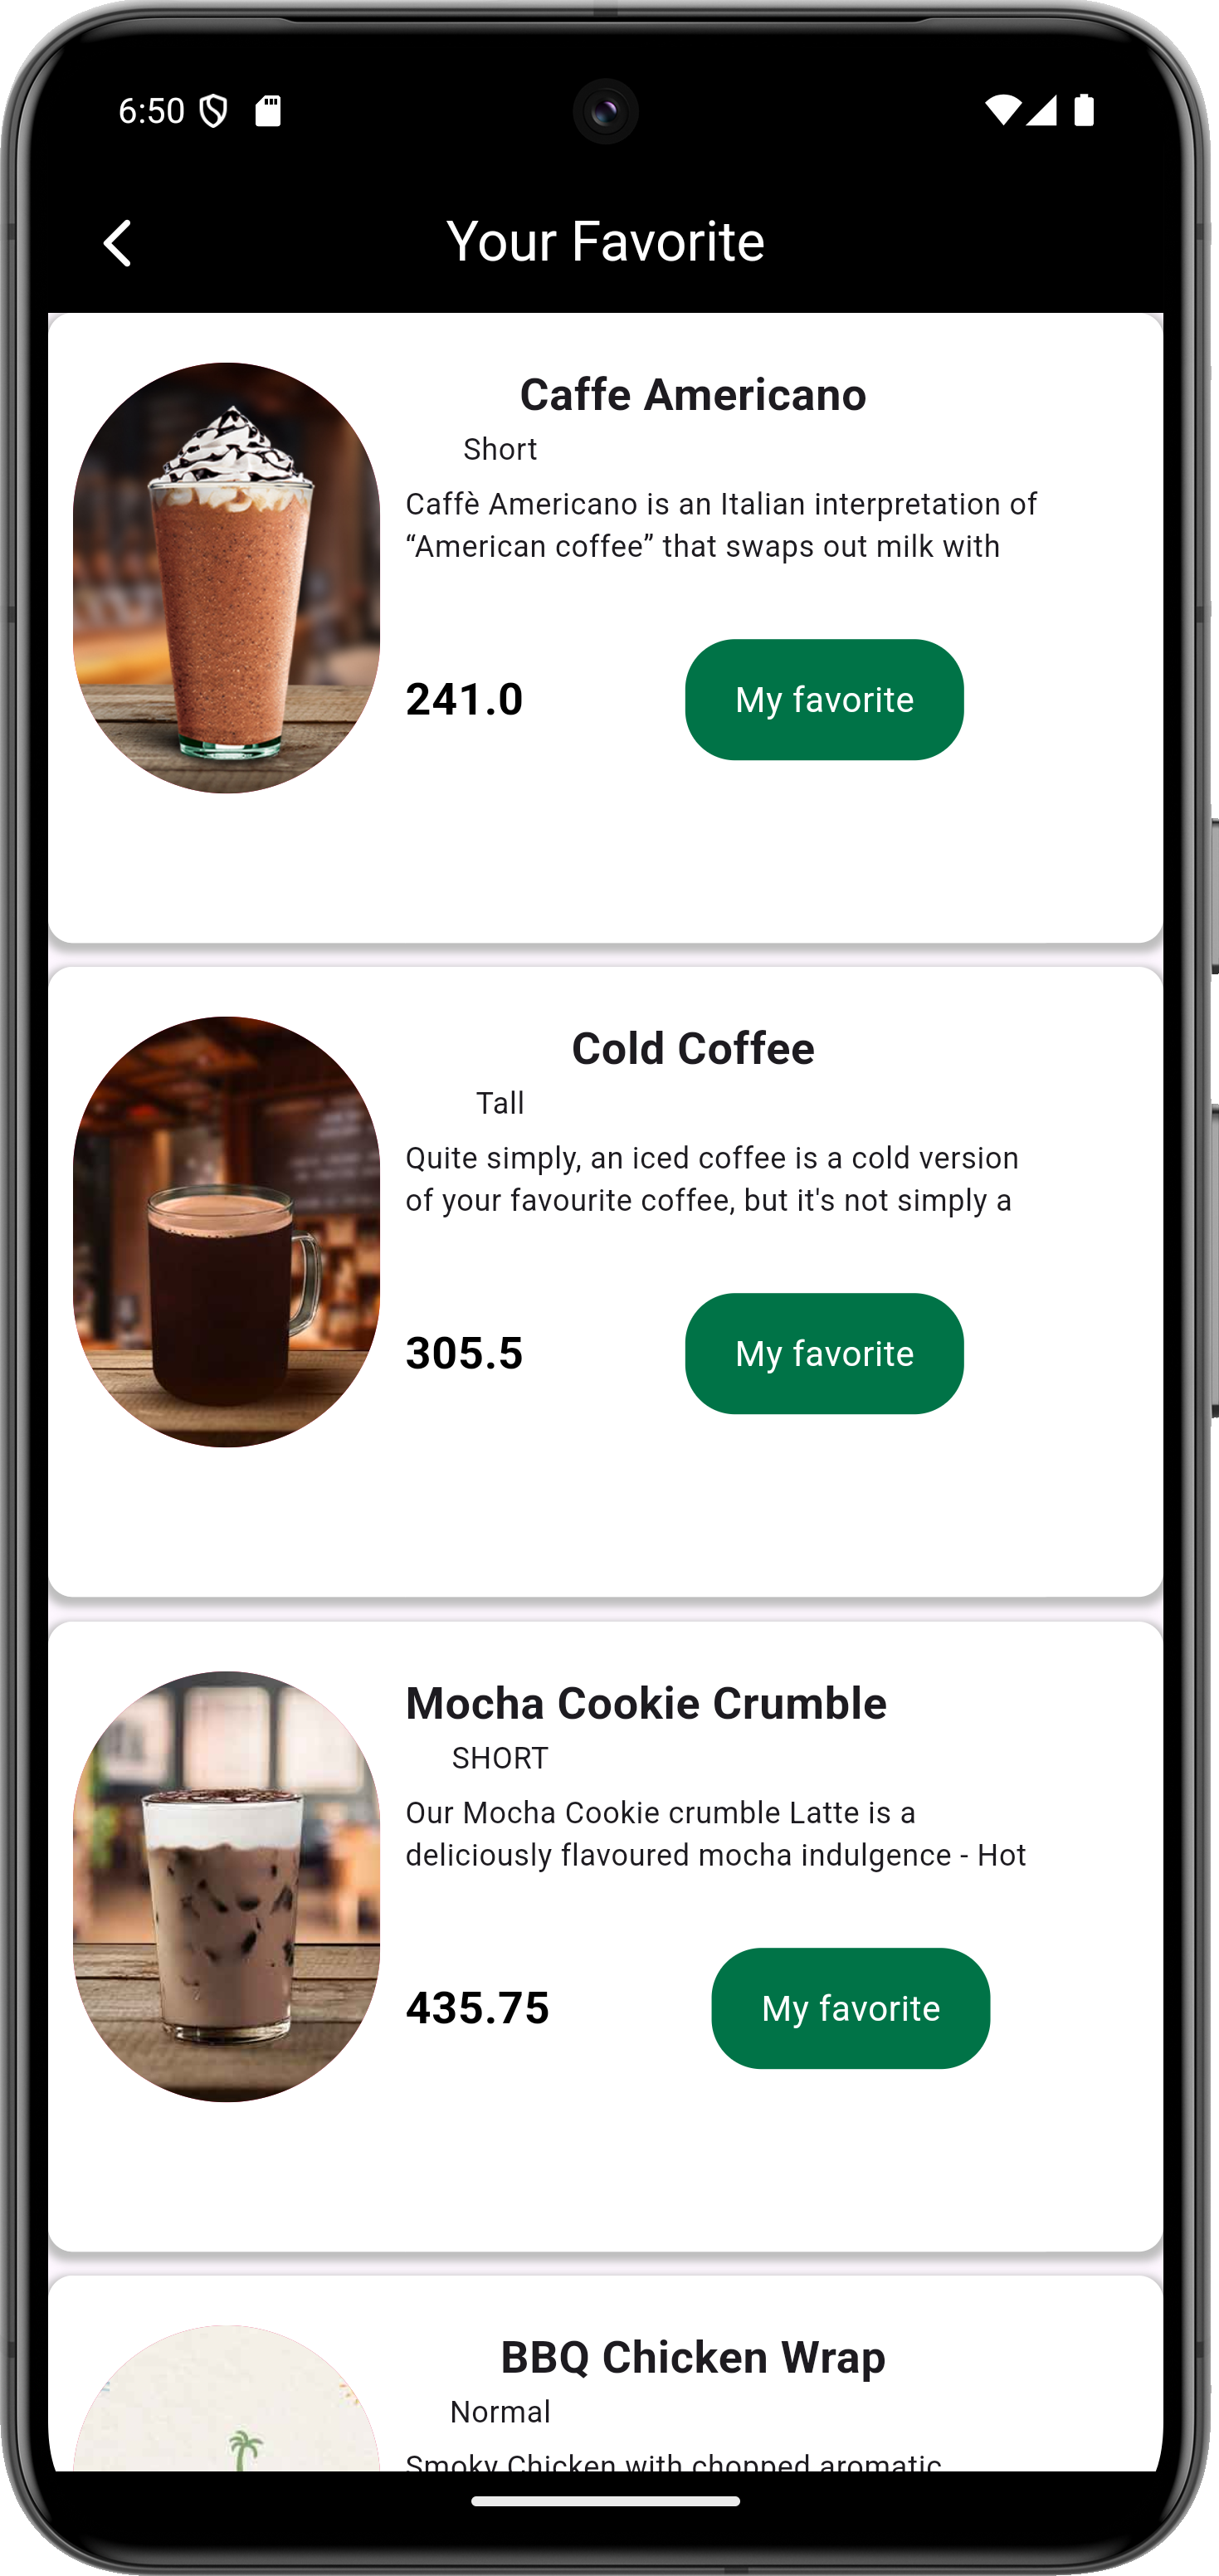 6:50
Your Favorite
Caffe Americano
Short
Caffè Americano is an Italian interpretation of
“American coffee” that swaps out milk with
241.0
My favorite
Cold Coffee
Tall
Quite simply, an iced coffee is a cold version
of your favourite coffee, but it's not simply a
305.5
My favorite
Mocha Cookie Crumble
SHORT
Our Mocha Cookie crumble Latte is a
deliciously flavoured mocha indulgence - Hot
435.75
My favorite
BBQ Chicken Wrap
Normal
Smoky Chicken with chopped aromatic